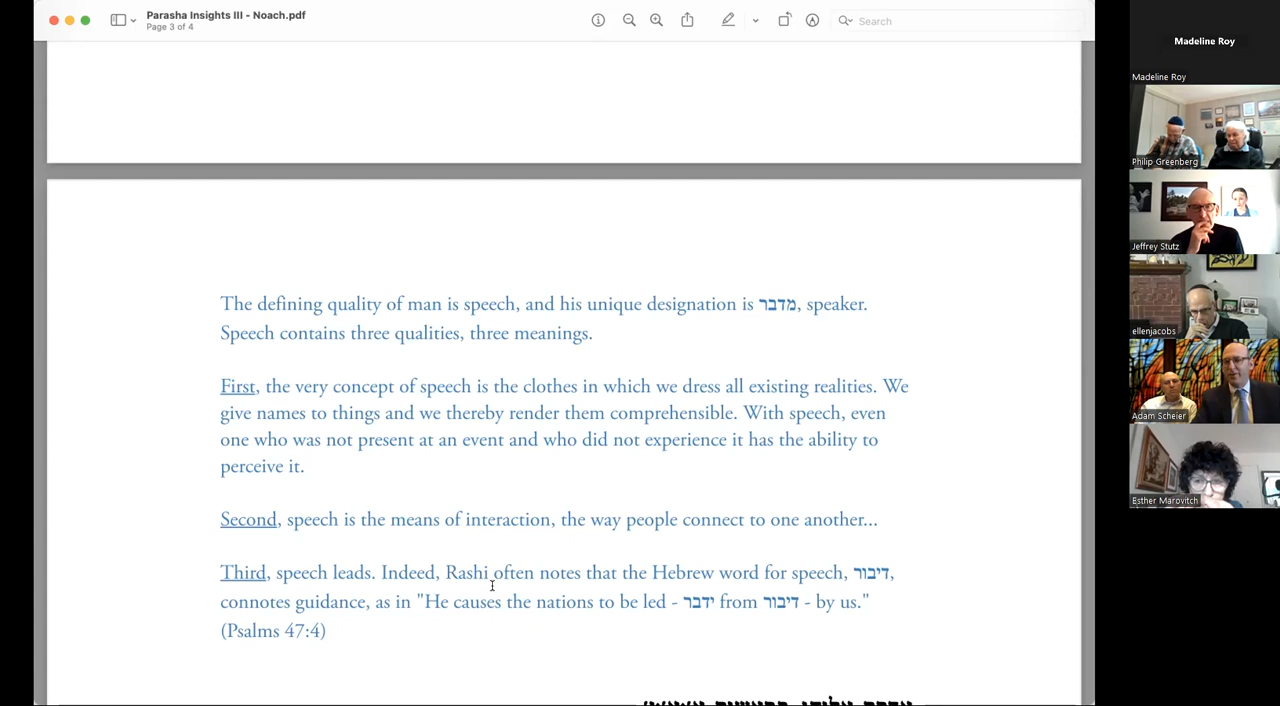 Parasha Insights III - Noach.pdf
Page 3 of 4
Search
The defining quality of man is speech, and his unique designation is מדבר, speaker.
Speech contains three qualities, three meanings.
First, the very concept of speech is the clothes in which we dress all existing realities. We
give names to things and we thereby render them comprehensible. With speech, even
one who was not present at an event and who did not experience it has the ability to
perceive it.
Second, speech is the means of interaction, the way people connect to one another...
Third, speech leads. Indeed, Rashi often notes that the Hebrew word for speech, דיבור,
connotes guidance, as in "He causes the nations to be led - ידבר from דיבור - by us."
(Psalms 47:4)
Madeline Roy
Madeline Roy
Philip Greenberg
Jeffrey Stutz
ellenjacobs
Adam Scheier
Esther Marovitch